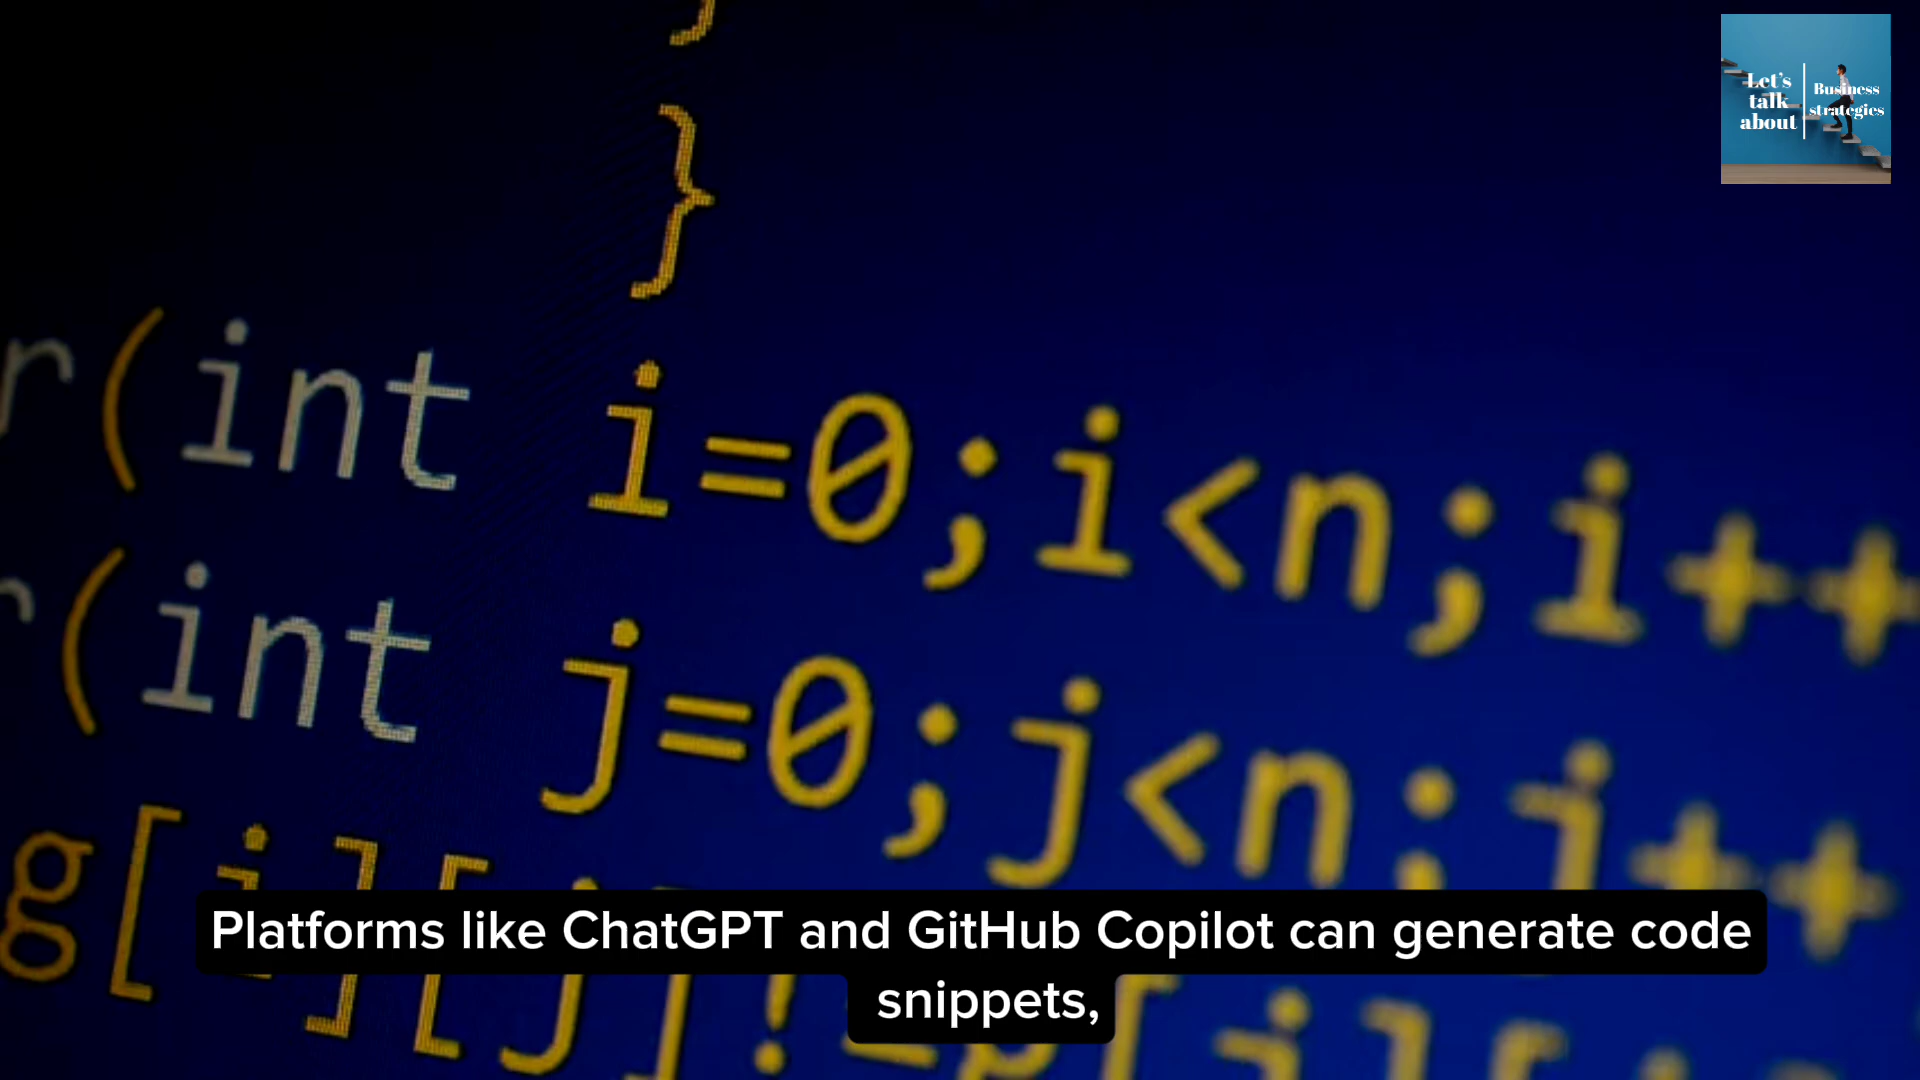 }
}
r(int i=0;i<n;i++
r(int j=0;j<n;j++
g[i][j]!=p[i][j
Let's
talk
about
Business
strategies
Platforms like ChatGPT and GitHub Copilot can generate code
snippets,